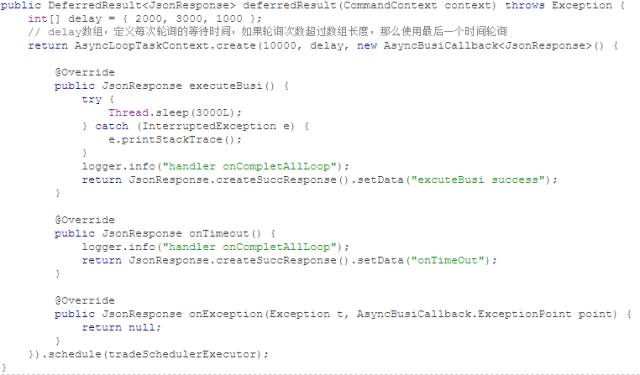 public DeferredResult<JsonResponse> deferredResult(CommandContext context) throws Exception {
    int[] delay = { 2000, 3000, 1000 };
    // delay数组，定义每次轮询的等待时间，如果轮询次数超过数组长度，那么使用最后一个时间轮询
    return AsyncLoopTaskContext.create(10000, delay, new AsyncBusiCallback<JsonResponse>() {
        @Override
        public JsonResponse executeBusi() {
            try {
                Thread.sleep(3000L);
            } catch (InterruptedException e) {
                e.printStackTrace();
            }
            logger.info("handler onCompletAllLoop");
            return JsonResponse.createSuccResponse().setData("excuteBusi success");
        }
        @Override
        public JsonResponse onTimeout() {
            logger.info("handler onCompletAllLoop");
            return JsonResponse.createSuccResponse().setData("onTimeOut");
        }
        @Override
        public JsonResponse onException(Exception t, AsyncBusiCallback.ExceptionPoint point) {
            return null;
        }
    }).schedule(tradeSchedulerExecutor);
}